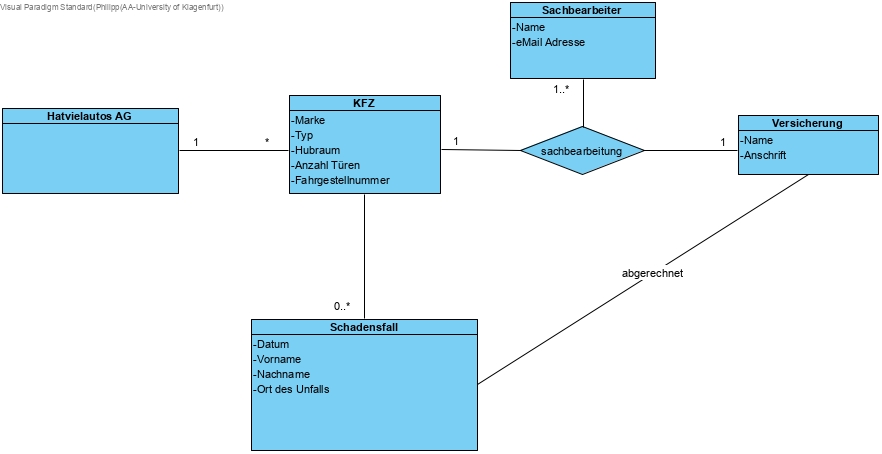 Visual Paradigm Standard(Philipp(AA-University of Klagenfurt))
Sachbearbeiter
-Name
-eMail Adresse
1..*
Hatvielautos AG
1
*
KFZ
-Marke
-Typ
-Hubraum
-Anzahl Türen
-Fahrgestellnummer
1
sachbearbeitung
1
Versicherung
-Name
-Anschrift
abgerechnet
0..*
Schadensfall
-Datum
-Vorname
-Nachname
-Ort des Unfalls